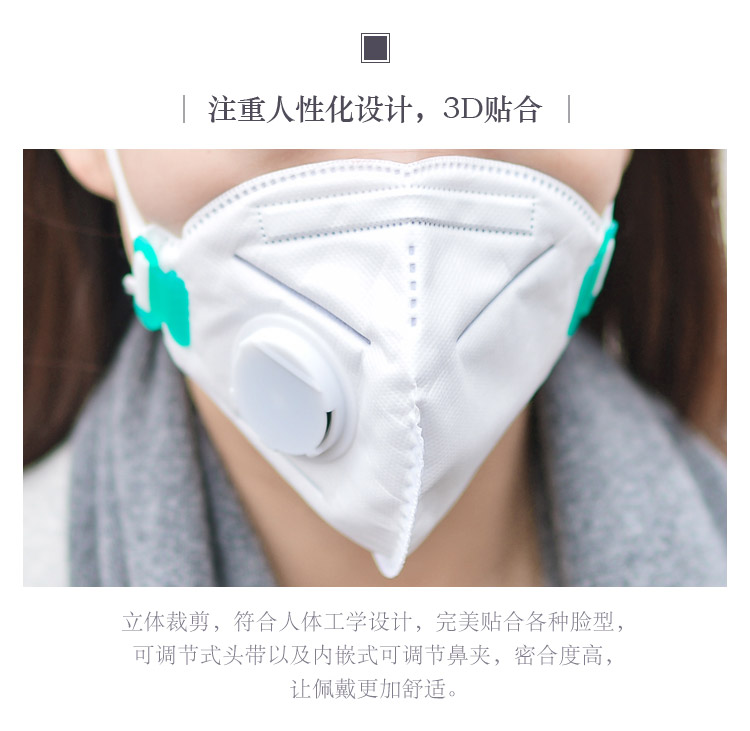 注重人性化设计，3D贴合
立体裁剪，符合人体工学设计，完美贴合各种脸型，
可调节式头带以及内嵌式可调节鼻夹，密合度高，
让佩戴更加舒适。